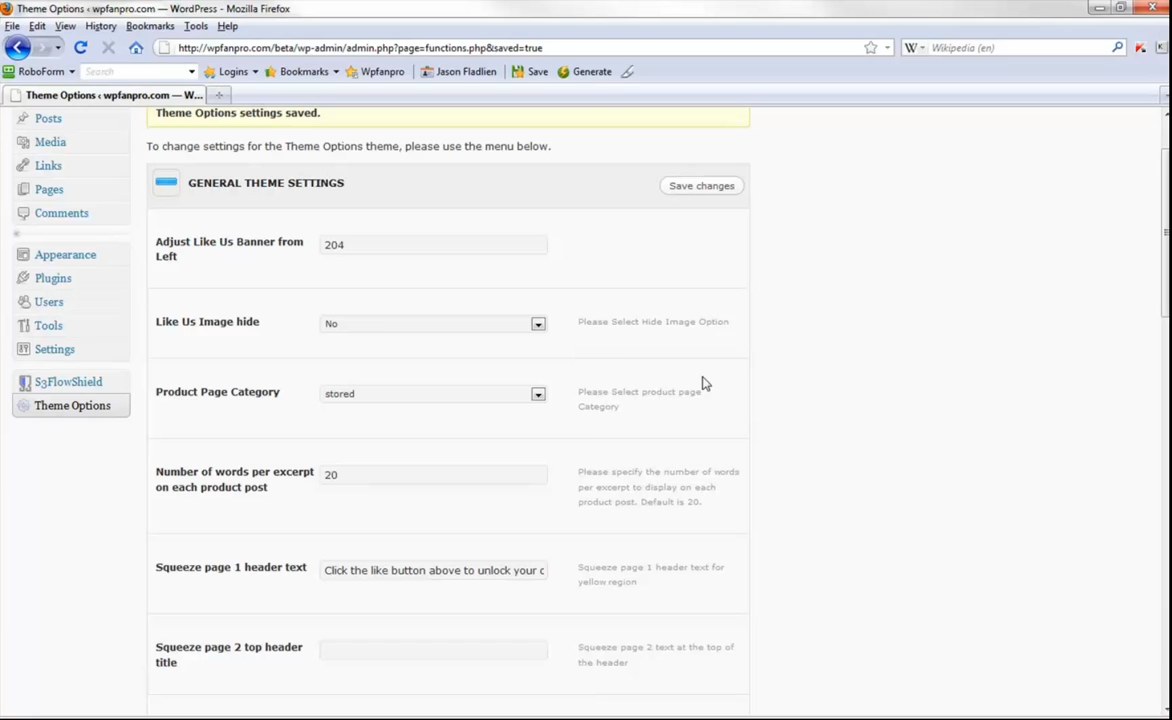 Theme Options ‹ wpfanpro.com — WordPress - Mozilla Firefox
File Edit View History Bookmarks Tools Help
http://wpfanpro.com/beta/wp-admin/admin.php?page=functions.php&saved=true
W Wikipedia (en)
RoboForm Search Logins Bookmarks Wpfanpro Jason Fladlien Save Generate
Theme Options ‹ wpfanpro.com — W...
Posts
Media
Links
Pages
Comments
Appearance
Plugins
Users
Tools
Settings
S3FlowShield
Theme Options
Theme Options settings saved.
To change settings for the Theme Options theme, please use the menu below.
GENERAL THEME SETTINGS
Save changes
Adjust Like Us Banner from
Left
204
Like Us Image hide
No
Please Select Hide Image Option
Product Page Category
stored
Please Select product page
Category
Number of words per excerpt
on each product post
20
Please specify the number of words
per excerpt to display on each
product post. Default is 20.
Squeeze page 1 header text
Click the like button above to unlock your c
Squeeze page 1 header text for
yellow region
Squeeze page 2 top header
title
Squeeze page 2 text at the top of
the header